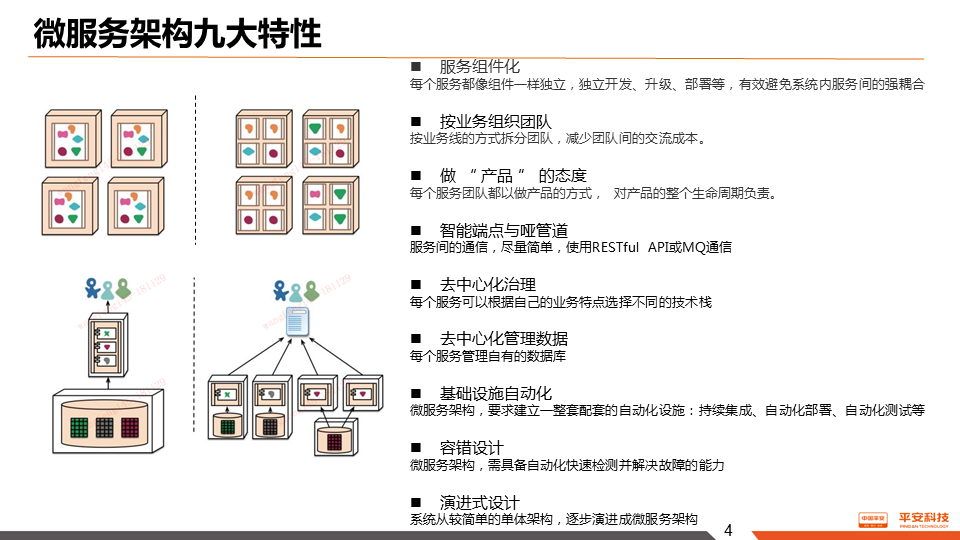 微服务架构九大特性
■ 服务组件化
每个服务都像组件一样独立，独立开发、升级、部署等，有效避免系统内服务间的强耦合
■ 按业务组织团队
按业务线的方式拆分团队，减少团队间的交流成本。
■ 做 “产品” 的态度
每个服务团队都以做产品的方式， 对产品的整个生命周期负责。
■ 智能端点与哑管道
服务间的通信，尽量简单，使用RESTful API或MQ通信
■ 去中心化治理
每个服务可以根据自己的业务特点选择不同的技术栈
■ 去中心化管理数据
每个服务管理自有的数据库
■ 基础设施自动化
微服务架构，要求建立一整套配套的自动化设施：持续集成、自动化部署、自动化测试等
■ 容错设计
微服务架构，需具备自动化快速检测并解决故障的能力
■ 演进式设计
系统从较简单的单体架构，逐步演进成微服务架构
4
中国平安
平安科技
PINGAN TECHNOLOGY